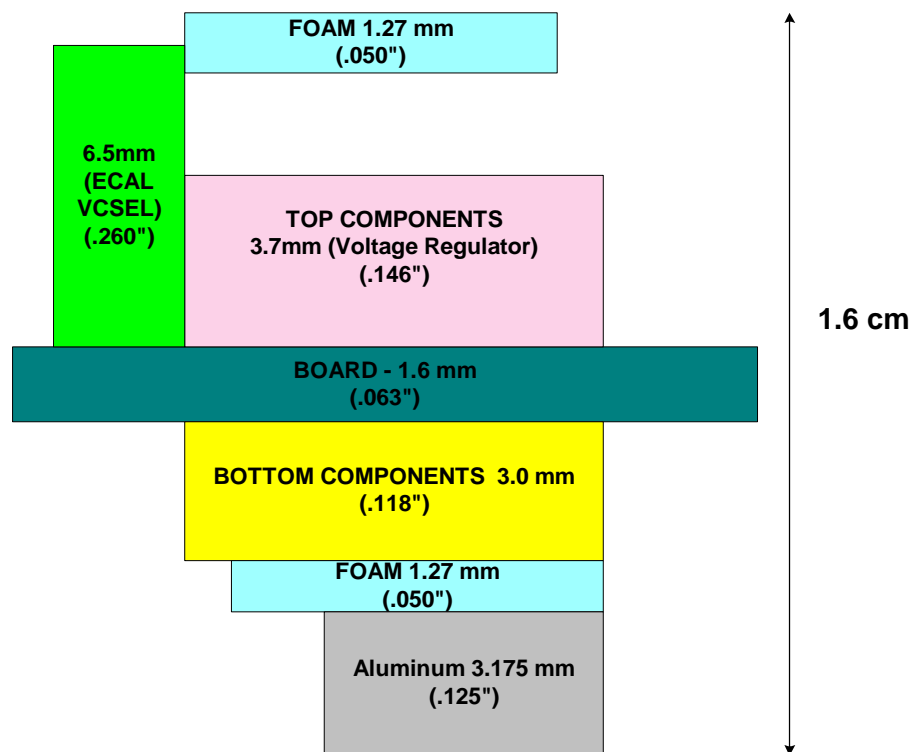 FOAM 1.27 mm
(.050")
6.5mm
(ECAL
VCSEL)
(.260")
TOP COMPONENTS
3.7mm (Voltage Regulator)
(.146")
1.6 cm
BOARD - 1.6 mm
(.063")
BOTTOM COMPONENTS  3.0 mm
(.118")
FOAM 1.27 mm
(.050")
Aluminum 3.175 mm
(.125")